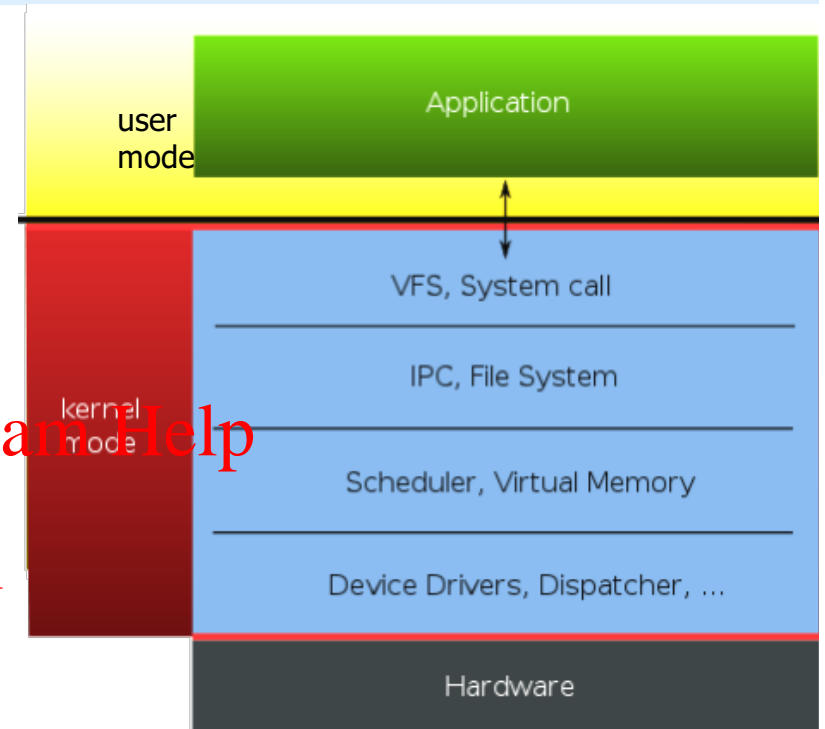 Application
user
mode
VFS, System call
IPC, File System
kernel
mode
am Help
Scheduler, Virtual Memory
Device Drivers, Dispatcher, ...
Hardware